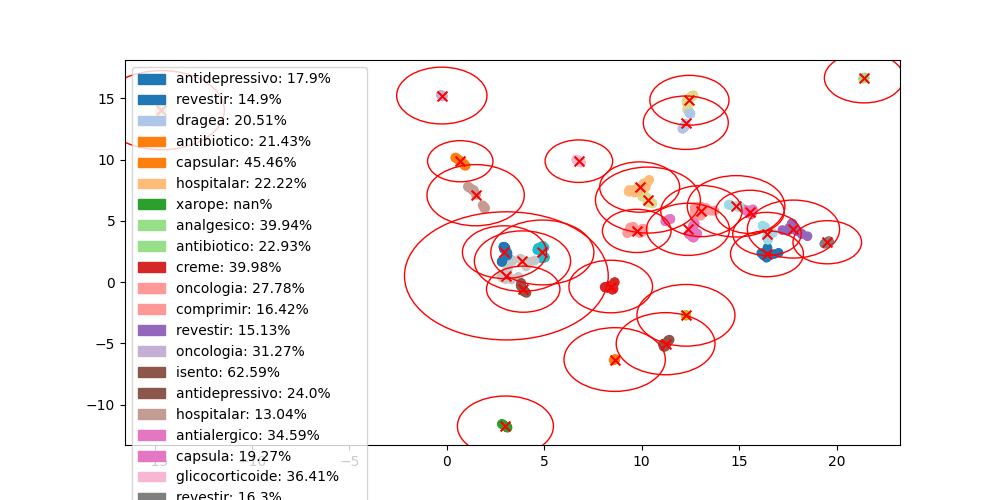 antidepressivo: 17.9%
revestir: 14.9%
dragea: 20.51%
antibiotico: 21.43%
capsular: 45.46%
hospitalar: 22.22%
xarope: nan%
analgesico: 39.94%
antibiotico: 22.93%
creme: 39.98%
oncologia: 27.78%
comprimir: 16.42%
revestir: 15.13%
oncologia: 31.27%
isento: 62.59%
antidepressivo: 24.0%
hospitalar: 13.04%
antialergico: 34.59%
capsula: 19.27%
glicocorticoide: 36.41%
revestir: 16.3%
15
10
5
0
−5
−10
−15 −10 −5 0 5 10 15 20